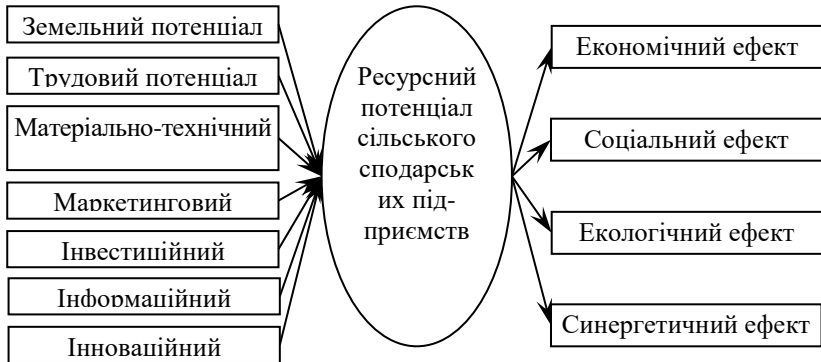 Земельний потенціал
Трудовий потенціал
Матеріально-технічний
Маркетинговий
Інвестиційний
Інформаційний
Інноваційний
Ресурсний
потенціал
сільського
сподарськ
их під-
приємств
Економічний ефект
Соціальний ефект
Екологічний ефект
Синергетичний ефект